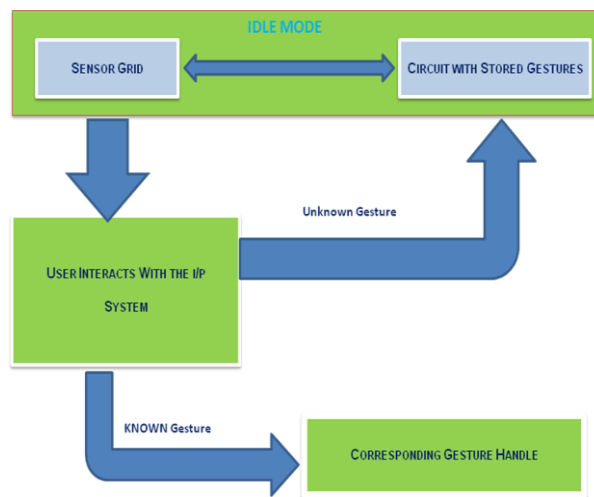 IDLE MODE
SENSOR GRID
CIRCUIT WITH STORED GESTURES
Unknown Gesture
USER INTERACTS WITH THE I/P
SYSTEM
KNOWN Gesture
CORRESPONDING GESTURE HANDLE